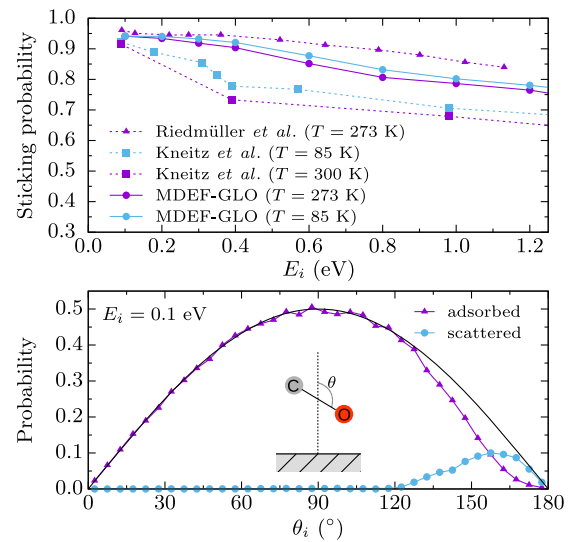 1.0
0.9
0.8
0.7
0.6
0.5
0.4
0.3
Sticking probability
Riedmüller et al. (T = 273 K)
Kneitz et al. (T = 85 K)
Kneitz et al. (T = 300 K)
MDEF-GLO (T = 273 K)
MDEF-GLO (T = 85 K)
0.0 0.2 0.4 0.6 0.8 1.0 1.2
E_i (eV)
0.5
0.4
0.3
0.2
0.1
0.0
Probability
E_i = 0.1 eV
adsorbed
scattered
θ
C
O
0 30 60 90 120 150 180
θ_i (°)